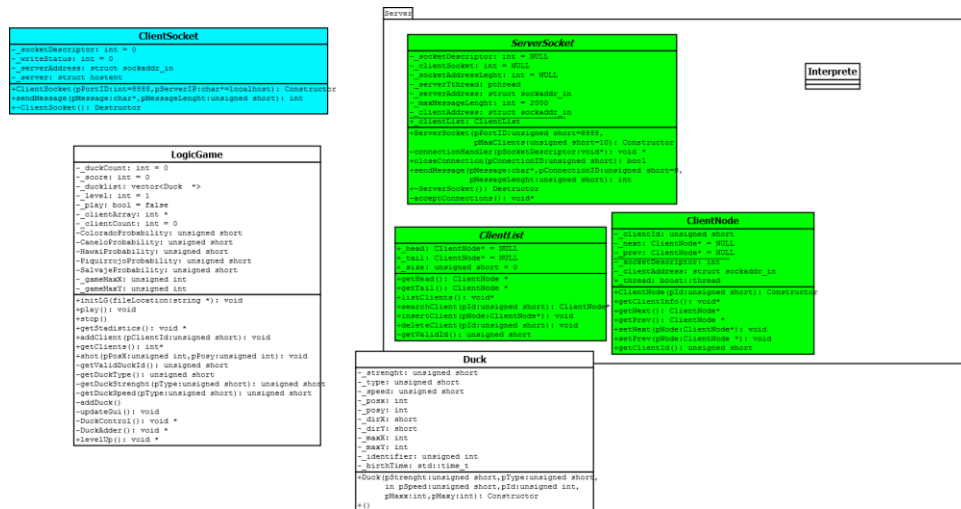 ClientSocket
-_socketDescriptor: int = 0
-_writeStatus: int = 0
-_serverAddress: struct sockaddr_in
-_server: struct hostent
+ClientSocket(pPortID:int=8888,pServerIP:char*=localhost): Constructor
+sendMessage(pMessage:char*,pMessageLenght:unsigned short): int
+~ClientSocket(): Destructor
LogicGame
-_duckCount: int = 0
-_score: int = 0
-_ducklist: vector<Duck *>
-_level: int = 1
-_play: bool = false
-_clientArray: int *
-_clientCount: int = 0
-ColoradoProbability: unsigned short
-CaneloProbability: unsigned short
-HawaiProbability: unsigned short
-PiquirrojoProbability: unsigned short
-SalvajeProbability: unsigned short
-_gameMaxX: unsigned int
-_gameMaxY: unsigned int
+initLG(fileLocation:string *): void
+play(): void
+stop()
+getStadistics(): void *
+addClient(pClientId:unsigned short): void
+getClients(): int*
+shot(pPosX:unsigned int,pPosy:unsigned int): void
-getValidDuckId(): unsigned short
-getDuckType(): unsigned short
-getDuckStrenght(pType:unsigned short): unsigned short
-getDuckSpeed(pType:unsigned short): unsigned short
-addDuck()
-updateGui(): void
-DuckControl(): void *
-DuckAdder(): void *
+levelUp(): void *
Server
ServerSocket
-_socketDescriptor: int = NULL
-_clientSocket: int = NULL
-_socketAddressLeght: int = NULL
-_serverTthread: pthread
-_serverAddress: struct sockaddr_in
-_maxMessageLenght: int = 2000
-_clientAddress: struct sockaddr_in
+_clientList: ClientList
+ServerSocket(pPortID:unsigned short=8888,
pMaxClients:unsigned short=10): Constructor
-connectionHandler(pSocketDescriptor:void): void *
+closeConnection(pConnectionID:unsigned short): bool
+sendMessage(pMessage:char*,pConnectionID:unsigned short=0,
pMessageLenght:unsigned short): int
+~ServerSocket(): Destructor
-acceptConnections(): void*
Interprete
ClientList
+_head: ClientNode* = NULL
+_tail: ClientNode* = NULL
+_size: unsigned short = 0
+getHead(): ClientNode *
+getTail(): ClientNode *
+listClients(): void*
+searchClient(pId:unsigned short): ClientNode*
+insertClient(pNode:ClientNode*): void
+deleteClient(pId:unsigned short): void
-getValidId(): unsigned short
ClientNode
-_clientId: unsigned short
-_next: ClientNode* = NULL
-_prev: ClientNode* = NULL
-_socketDescriptor: int
-_clientAddress: struct sockaddr_in
+_thread: boost::thread
+ClientNode(pId:unsigned short): Constructor
+getClientInfo(): void*
+getNext(): ClientNode*
+getPrev(): ClientNode *
+setNext(pNode:ClientNode*): void
+setPrev(pNode:ClientNode *): void
+getClientId(): unsigned short
Duck
-_strenght: unsigned short
-_type: unsigned short
-_speed: unsigned short
-_posx: int
-_posy: int
-_dirX: short
-_dirY: short
-_maxX: int
-_maxY: int
-_identifier: unsigned int
-_birthTime: std::time_t
+Duck(pStrenght:unsigned short,pType:unsigned short,
in pSpeed:unsigned short,pId:unsigned int,
pMaxx:int,pMaxy:int): Constructor
+()